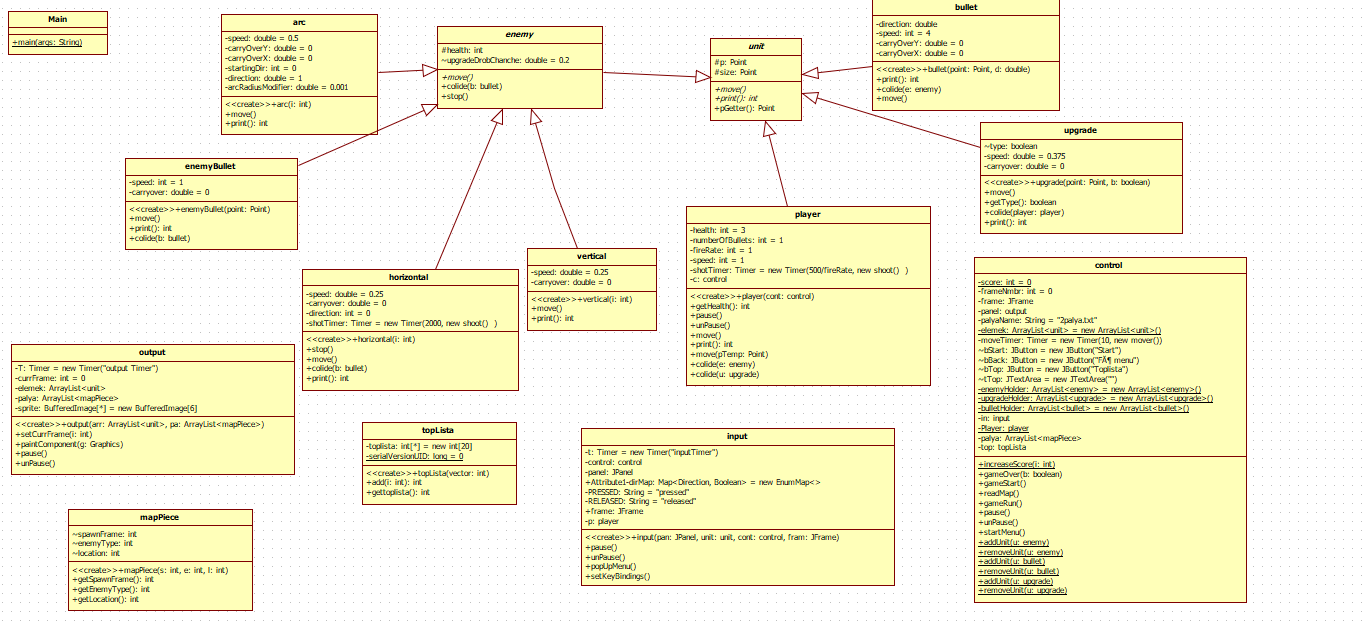 Main
+main(args: String)
arc
-speed: double = 0.5
-carryOverY: double = 0
-carryOverX: double = 0
-startingDir: int = 0
-direction: double = 1
-arcRadiusModifier: double = 0.001
<<create>>+arc(i: int)
+move()
+print(): int
enemy
#health: int
~upgradeDrobChanche: double = 0.2
+move()
+colide(b: bullet)
+stop()
unit
#p: Point
#size: Point
+move()
+print(): int
+pGetter(): Point
bullet
-direction: double
-speed: int = 4
-carryOverY: double = 0
-carryOverX: double = 0
<<create>>+bullet(point: Point, d: double)
+print(): int
+colide(e: enemy)
+move()
upgrade
~type: boolean
-speed: double = 0.375
-carryover: double = 0
<<create>>+upgrade(point: Point, b: boolean)
+move()
+getType(): boolean
+colide(player: player)
+print(): int
enemyBullet
-speed: int = 1
-carryover: double = 0
<<create>>+enemyBullet(point: Point)
+move()
+print(): int
+colide(b: bullet)
player
-health: int = 3
-numberOfBullets: int = 1
-fireRate: int = 1
-speed: int = 1
-shotTimer: Timer = new Timer(500/fireRate, new shoot() )
-c: control
<<create>>+player(cont: control)
+getHealth(): int
+pause()
+unPause()
+move()
+print(): int
+move(pTemp: Point)
+colide(e: enemy)
+colide(u: upgrade)
vertical
-speed: double = 0.25
-carryover: double = 0
<<create>>+vertical(i: int)
+move()
+print(): int
horizontal
-speed: double = 0.25
-carryover: double = 0
-direction: int = 0
-shotTimer: Timer = new Timer(2000, new shoot() )
<<create>>+horizontal(i: int)
+stop()
+move()
+colide(b: bullet)
+print(): int
control
-score: int = 0
-frameNmbr: int = 0
-frame: JFrame
-panel: output
-palyaName: String = "2palya.txt"
-elemek: ArrayList<unit> = new ArrayList<unit>()
-moveTimer: Timer = new Timer(10, new mover())
~bStart: JButton = new JButton("Start")
~bBack: JButton = new JButton("FÅ¶ menu")
~bTop: JButton = new JButton("Toplista")
~tTop: JTextArea = new JTextArea("")
-enemyHolder: ArrayList<enemy> = new ArrayList<enemy>()
-upgradeHolder: ArrayList<upgrade> = new ArrayList<upgrade>()
-bulletHolder: ArrayList<bullet> = new ArrayList<bullet>()
-in: input
-Player: player
-palya: ArrayList<mapPiece>
-top: topLista
+increaseScore(i: int)
+gameOver(b: boolean)
+gameStart()
+readMap()
+gameRun()
+pause()
+unPause()
+startMenu()
+addUnit(u: enemy)
+removeUnit(u: enemy)
+addUnit(u: bullet)
+removeUnit(u: bullet)
+addUnit(u: upgrade)
+removeUnit(u: upgrade)
output
-T: Timer = new Timer("output Timer")
-currFrame: int = 0
-elemek: ArrayList<unit>
-palya: ArrayList<mapPiece>
-sprite: BufferedImage[*] = new BufferedImage[6]
<<create>>+output(arr: ArrayList<unit>, pa: ArrayList<mapPiece>)
+setCurrFrame(i: int)
+paintComponent(g: Graphics)
+pause()
+unPause()
topLista
-toplista: int[*] = new int[20]
-serialVersionUID: long = 0
<<create>>+topLista(vector: int)
+add(i: int): int
+gettoplista(): int
input
-t: Timer = new Timer("inputTimer")
-control: control
-panel: JPanel
+Attribute1-dirMap: Map<Direction, Boolean> = new EnumMap<>
-PRESSED: String = "pressed"
-RELEASED: String = "released"
+frame: JFrame
-p: player
<<create>>+input(pan: JPanel, unit: unit, cont: control, fram: JFrame)
+pause()
+unPause()
+popUpMenu()
+setKeyBindings()
mapPiece
~spawnFrame: int
~enemyType: int
~location: int
<<create>>+mapPiece(s: int, e: int, l: int)
+getSpawnFrame(): int
+getEnemyType(): int
+getLocation(): int